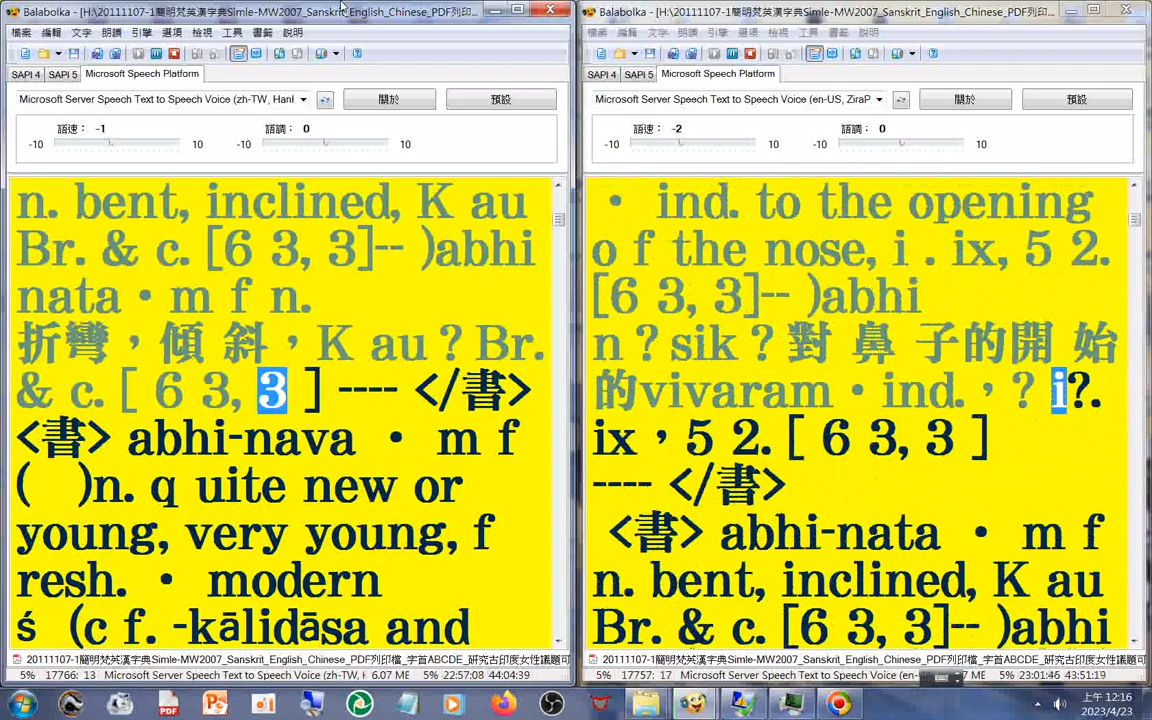 Balabolka - [H:\20111107-1簡明梵英漢字典Simle-MW2007_Sanskrit_English_Chinese_PDF列印...
檔案 編輯 文字 朗讀 引擎 選項 檢視 工具 書籤 說明
SAPI 4 SAPI 5 Microsoft Speech Platform
Microsoft Server Speech Text to Speech Voice (zh-TW, Hanl 關於 預設
語速: -1 語調: 0
-10 10 -10 10
n. bent, inclined, K au
Br. & c. [6 3, 3]-- )abhi
nata • m f n.
折彎，傾 斜，K au？Br.
& c. [ 6 3, 3 ] ---- </書>
<書> abhi-nava • m f
( )n. q uite new or
young, very young, f
resh. • modern
ś (c f. -kālidāsa and
20111107-1簡明梵英漢字典Simle-MW2007_Sanskrit_English_Chinese_PDF列印檔_字首ABCDE_研究古印度女性議題可
5% 17766: 13 Microsoft Server Speech Text to Speech Voice (zh-TW, H 6.07 ME 5% 22:57:08 44:04:39
Balabolka - [H:\20111107-1簡明梵英漢字典Simle-MW2007_Sanskrit_English_Chinese_PDF列印...
檔案 編輯 文字 朗讀 引擎 選項 檢視 工具 書籤 說明
SAPI 4 SAPI 5 Microsoft Speech Platform
Microsoft Server Speech Text to Speech Voice (en-US, ZiraP 關於 預設
語速: -2 語調: 0
-10 10 -10 10
• ind. to the opening
o f the nose, i . ix, 5 2.
[6 3, 3]-- )abhi
n？sik？對 鼻 子的開 始
的vivaram • ind.，？ i?.
ix，5 2. [ 6 3, 3 ]
---- </書>
<書> abhi-nata • m f
n. bent, inclined, K au
Br. & c. [6 3, 3]-- )abhi
20111107-1簡明梵英漢字典Simle-MW2007_Sanskrit_English_Chinese_PDF列印檔_字首ABCDE_研究古印度女性議題可
5% 17757: 17 Microsoft Server Speech Text to Speech Voice (en- ME 5% 23:01:46 43:51:19
PDF
上午 12:16
2023/4/23